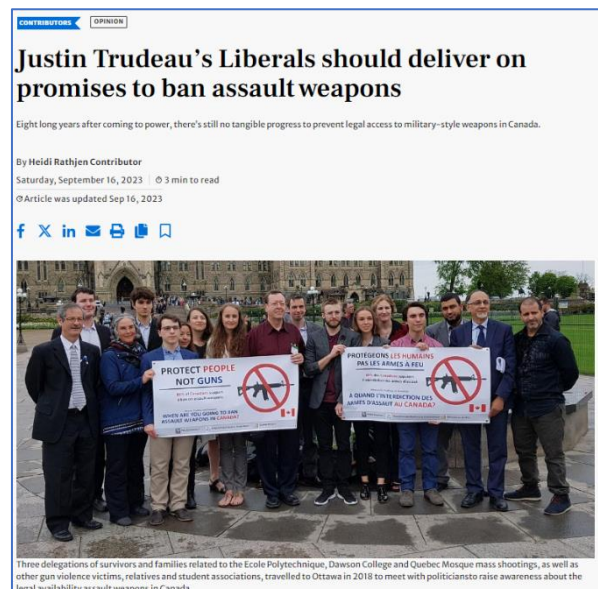 CONTRIBUTORS OPINION
Justin Trudeau's Liberals should deliver on
promises to ban assault weapons
Eight long years after coming to power, there's still no tangible progress to prevent legal access to military-style weapons in Canada.
By Heidi Rathjen Contributor
Saturday, September 16, 2023 3 min to read
Article was updated Sep 16, 2023
PROTECT PEOPLE
NOT GUNS
WHEN ARE YOU GOING TO BAN
ASSAULT WEAPONS IN CANADA?
PROTÉGEONS LES HUMAINS
PAS LES ARMES À FEU
À QUAND L'INTERDICTION DES
ARMES D'ASSAUT AU CANADA?
Three delegations of survivors and families related to the Ecole Polytechnique, Dawson College and Quebec Mosque mass shootings, as well as
other gun violence victims, relatives and student associations, travelled to Ottawa in 2018 to meet with politiciansto raise awareness about the
legal availability assault weapons in Canada.